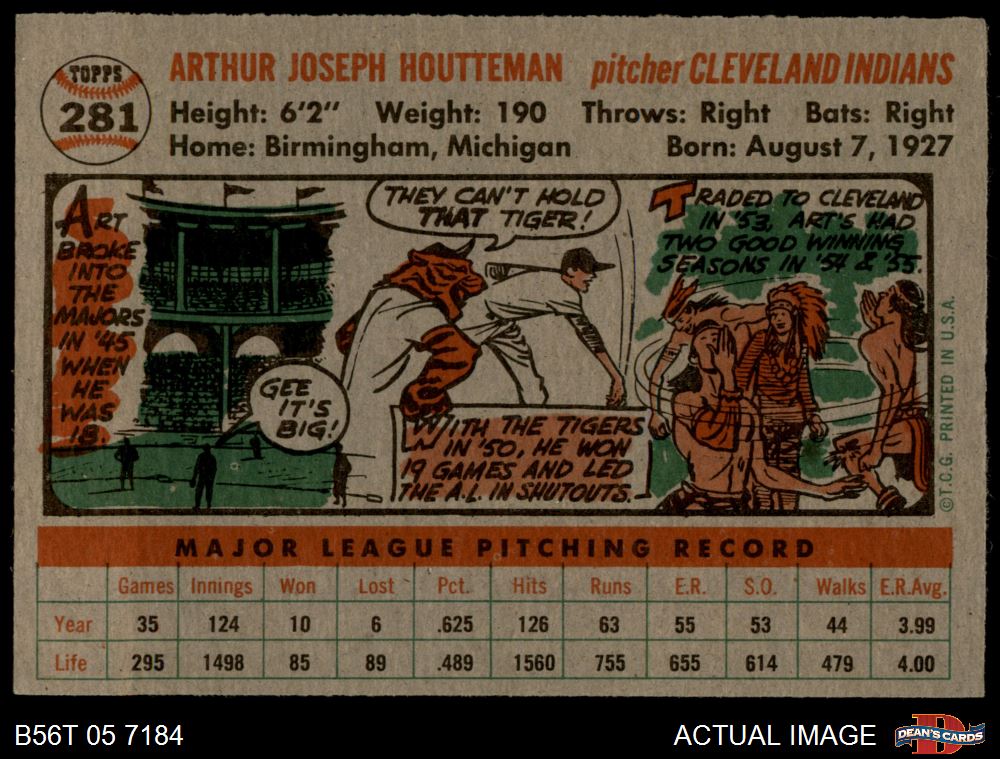 TOPPS
281
ARTHUR JOSEPH HOUTTEMAN pitcher CLEVELAND INDIANS
Height: 6'2" Weight: 190 Throws: Right Bats: Right
Home: Birmingham, Michigan Born: August 7, 1927
ART
BROKE
INTO
THE
MAJORS
IN '45
WHEN
HE
WAS
18.
GEE
IT'S
BIG!
THEY CAN'T HOLD
THAT TIGER!
WITH THE TIGERS
IN '50, HE WON
19 GAMES AND LED
THE A.L. IN SHUTOUTS.
TRADED TO CLEVELAND
IN '53, ART'S HAD
TWO GOOD WINNING
SEASONS IN '54 & '55.
©T.C.G. PRINTED IN U.S.A.
MAJOR LEAGUE PITCHING RECORD
Games Innings Won Lost Pct. Hits Runs E.R. S.O. Walks E.R.Avg.
Year 35 124 10 6 .625 126 63 55 53 44 3.99
Life 295 1498 85 89 .489 1560 755 655 614 479 4.00
B56T 05 7184 ACTUAL IMAGE
DEAN'S CARDS